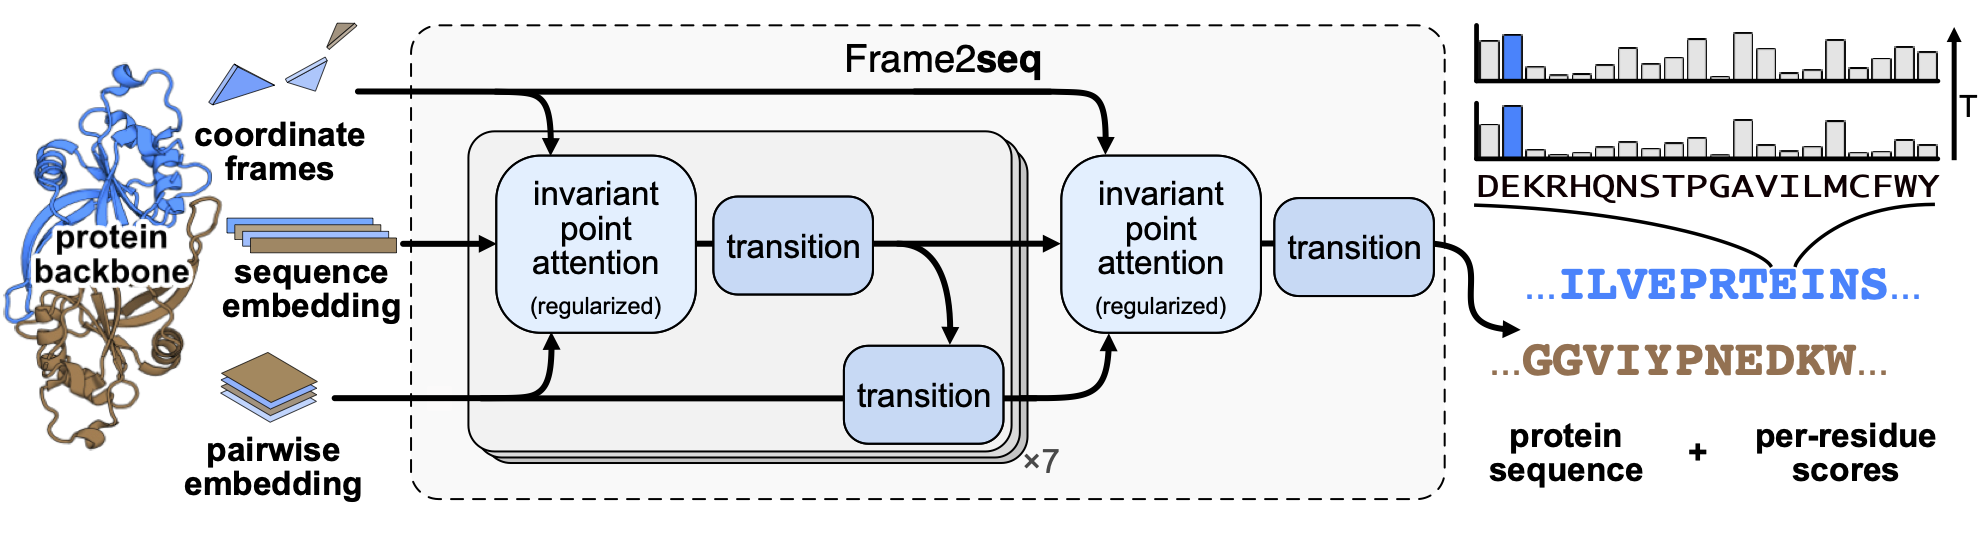 Frame2seq
coordinate
frames
protein
backbone
sequence
embedding
pairwise
embedding
invariant
point
attention
(regularized)
transition
transition
×7
invariant
point
attention
(regularized)
transition
T
DEKRHQNSTPGAVILMCFWY
...ILVEPRTEINS...
...GGVIYPNEDKW...
protein
sequence
+
per-residue
scores